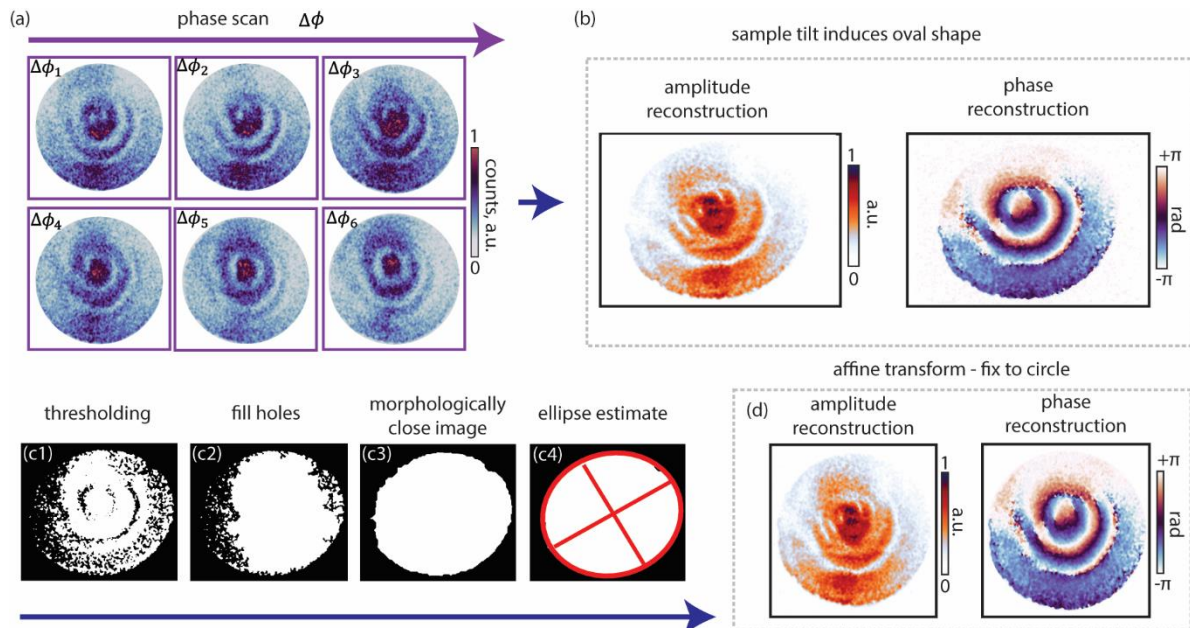 (a)
phase scan Δϕ
Δϕ₁
Δϕ₂
Δϕ₃
Δϕ₄
Δϕ₅
Δϕ₆
1
counts, a.u.
0
(b)
sample tilt induces oval shape
amplitude
reconstruction
1
a.u.
0
phase
reconstruction
+π
rad
-π
thresholding
(c1)
fill holes
(c2)
morphologically
close image
(c3)
ellipse estimate
(c4)
affine transform - fix to circle
(d)
amplitude
reconstruction
1
a.u.
0
phase
reconstruction
+π
rad
-π